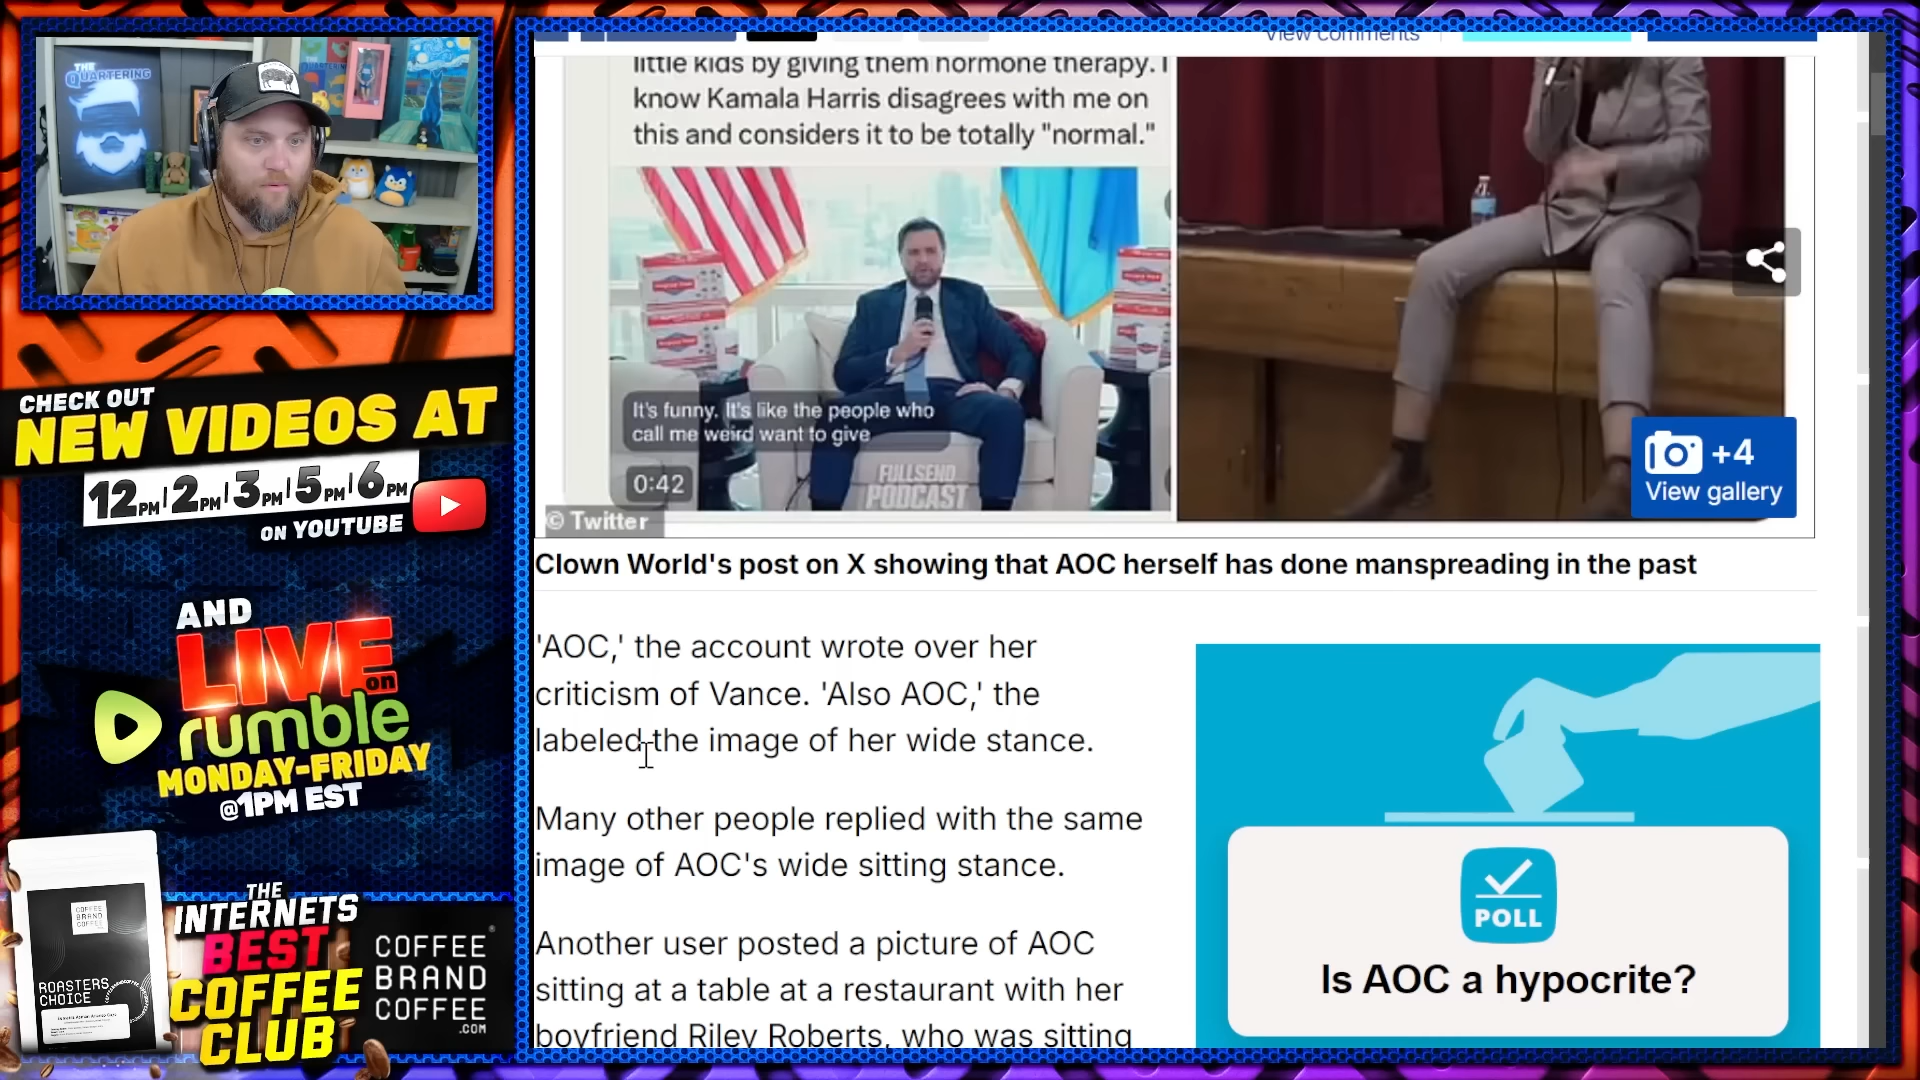 THE
QUARTERING
CHECK OUT
NEW VIDEOS AT
12PM|2PM|3PM|5PM|6PM
ON YOUTUBE
AND
LIVE on
rumble
MONDAY-FRIDAY
@1PM EST
COFFEE
BRAND
COFFEE
ROASTERS
CHOICE
THE
INTERNETS
BEST
COFFEE
CLUB
COFFEE
BRAND
COFFEE
.COM
View comments
little kids by giving them hormone therapy. I
know Kamala Harris disagrees with me on
this and considers it to be totally "normal."
It's funny. It's like the people who
call me weird want to give
0:42
FULLSEND
PODCAST
© Twitter
+4
View gallery
Clown World's post on X showing that AOC herself has done manspreading in the past
'AOC,' the account wrote over her
criticism of Vance. 'Also AOC,' the
labeled the image of her wide stance.
Many other people replied with the same
image of AOC's wide sitting stance.
Another user posted a picture of AOC
sitting at a table at a restaurant with her
boyfriend Riley Roberts, who was sitting
POLL
Is AOC a hypocrite?